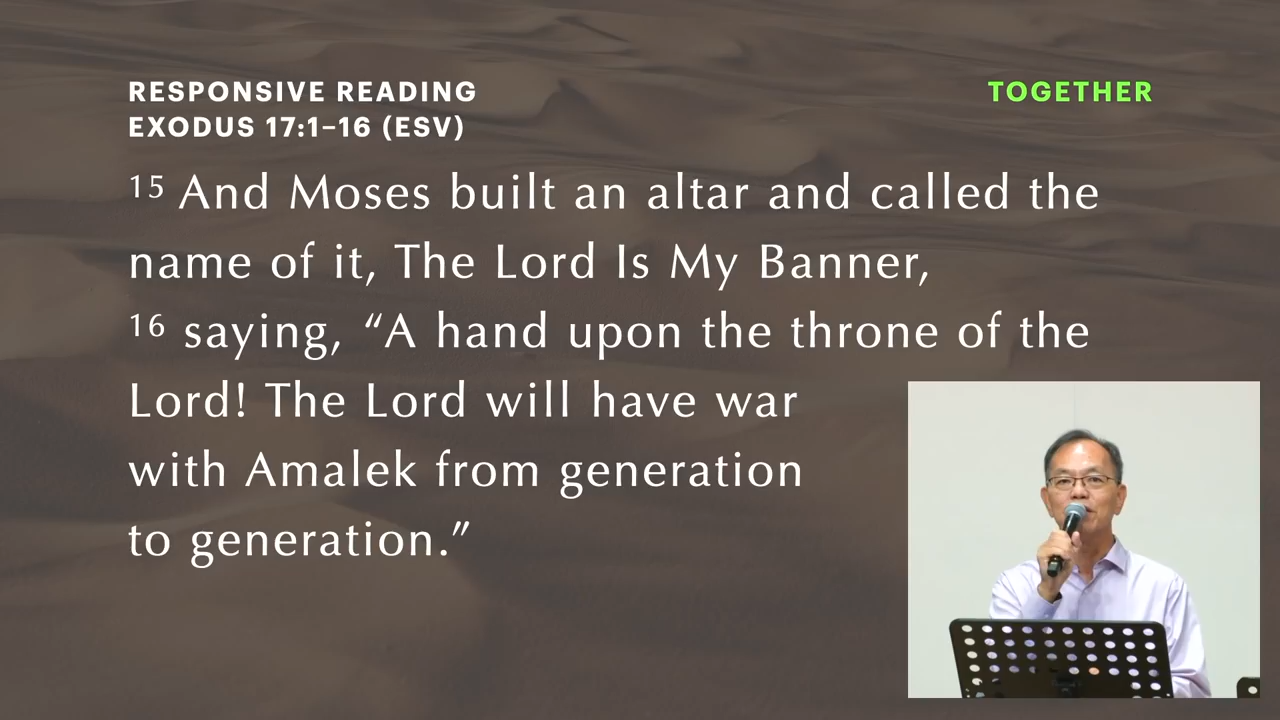 RESPONSIVE READING
EXODUS 17:1–16 (ESV)
TOGETHER
15 And Moses built an altar and called the
name of it, The Lord Is My Banner,
16 saying, “A hand upon the throne of the
Lord! The Lord will have war
with Amalek from generation
to generation.”